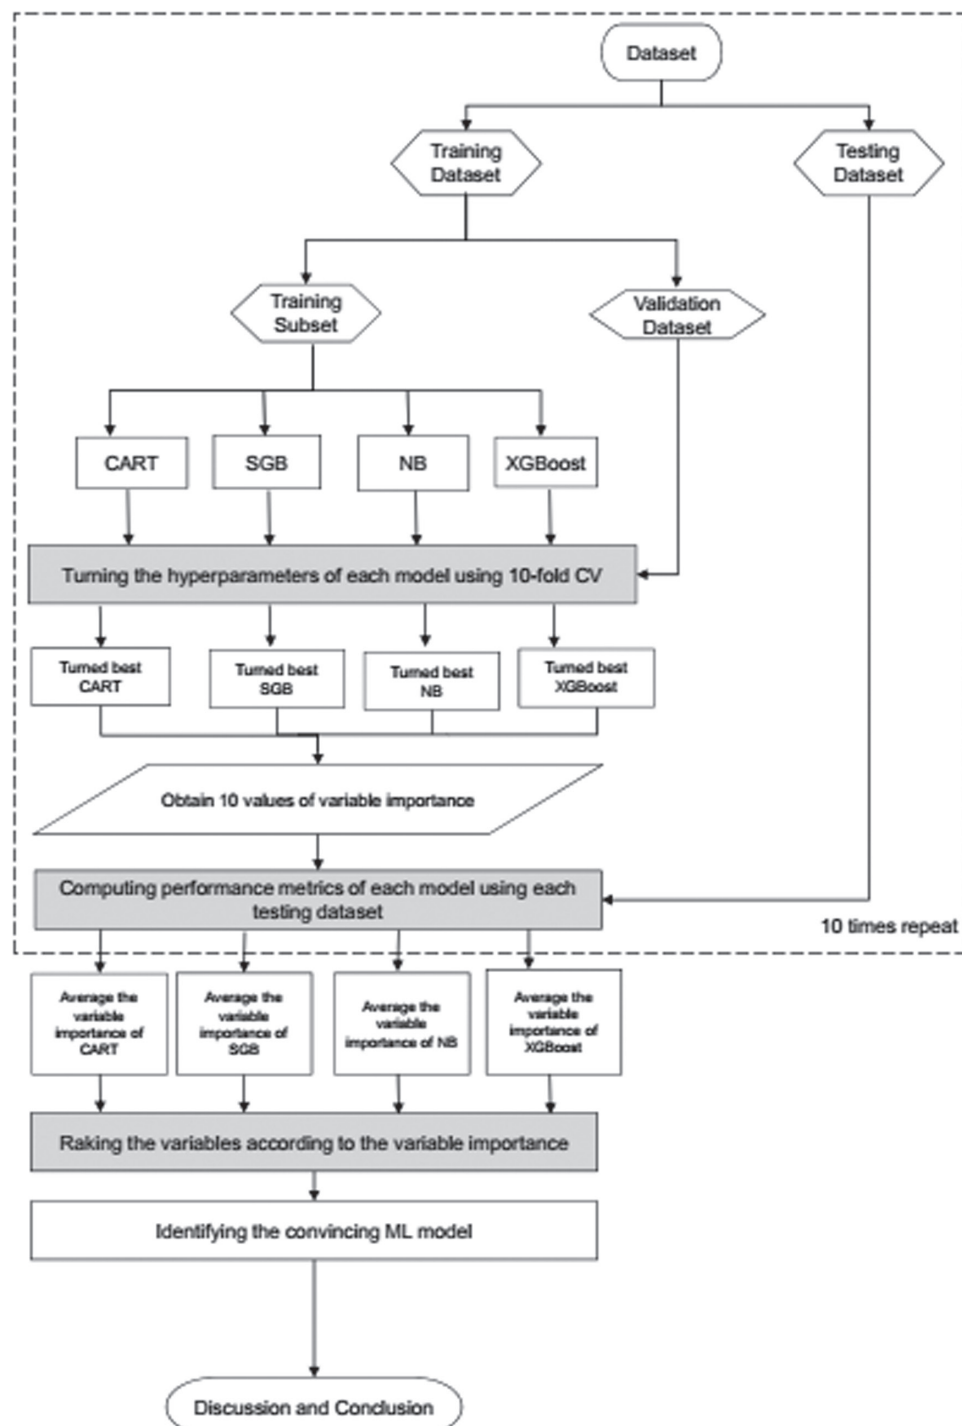 Dataset
Training
Dataset
Testing
Dataset
Training
Subset
Validation
Dataset
CART
SGB
NB
XGBoost
Turning the hyperparameters of each model using 10-fold CV
Turned best
CART
Turned best
SGB
Turned best
NB
Turned best
XGBoost
Obtain 10 values of variable importance
Computing performance metrics of each model using each
testing dataset
10 times repeat
Average the
variable
importance of
CART
Average the
variable
importance of
SGB
Average the
variable
importance of NB
Average the
variable
importance of
XGBoost
Raking the variables according to the variable importance
Identifying the convincing ML model
Discussion and Conclusion